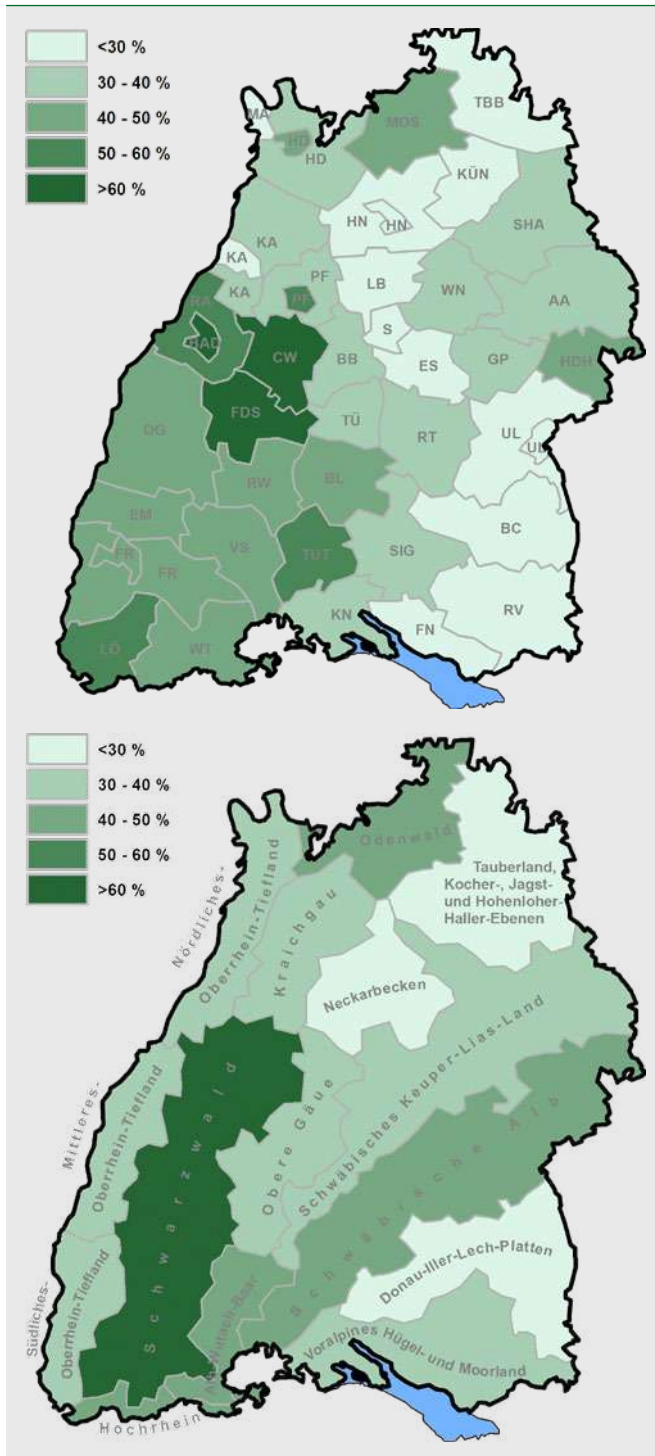 <30 %
30 - 40 %
40 - 50 %
50 - 60 %
>60 %
MA
HD
HD
MOS
TBB
KÜN
HN
HN
SHA
KA
KA
KA
PF
PF
LB
WN
AA
RA
BAD
CW
BB
S
ES
GP
HDH
FDS
OG
TÜ
RT
UL
UL
RW
BL
EM
FR
FR
VS
TUT
SIG
BC
LÖ
WT
KN
FN
RV
<30 %
30 - 40 %
40 - 50 %
50 - 60 %
>60 %
Odenwald
Tauberland,
Kocher-, Jagst-
und Hohenloher-
Haller-Ebenen
Nördliches-
Oberrhein-Tiefland
Kraichgau
Neckarbecken
Mittleres-
Oberrhein-Tiefland
Schwarzwald
Obere Gäue
Schwäbisches Keuper-Lias-Land
Schwäbische Alb
Südliches-
Oberrhein-Tiefland
Donau-Iller-Lech-Platten
Voralpines Hügel- und Moorland
Hochrhein